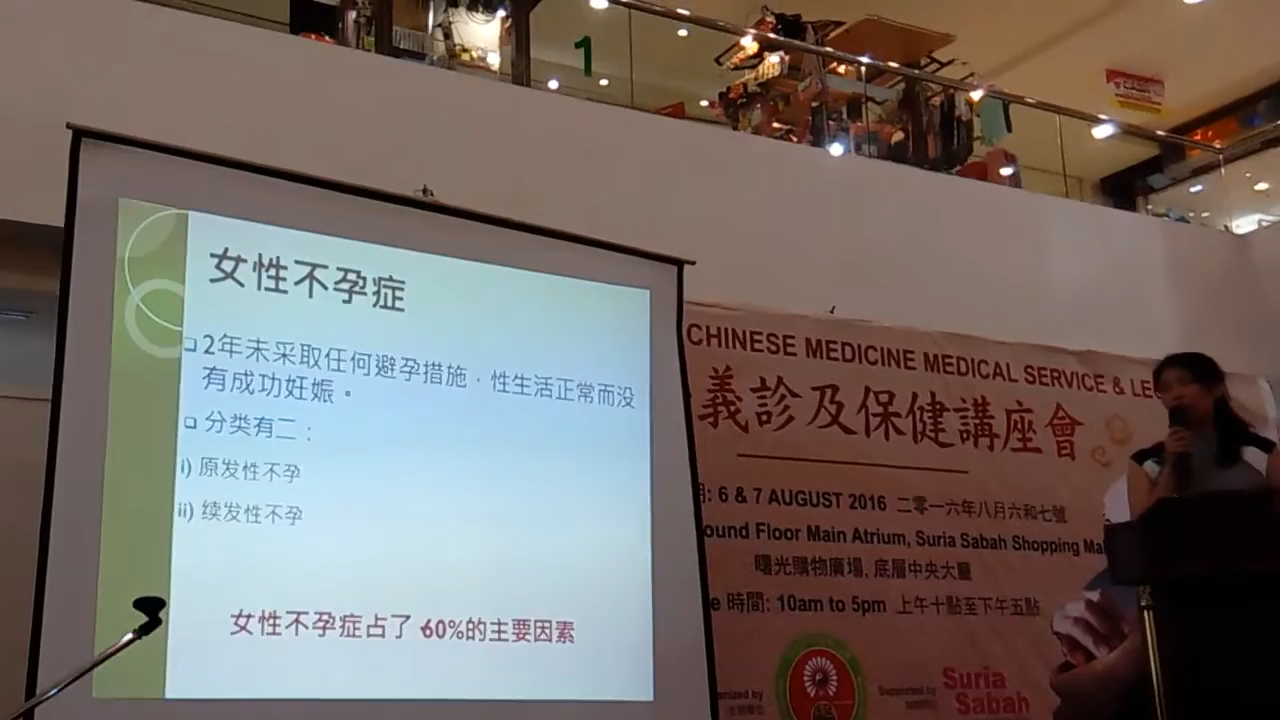 1
女性不孕症
2年未采取任何避孕措施，性生活正常而没
有成功妊娠。
分类有二：
i) 原发性不孕
ii) 续发性不孕
女性不孕症占了 60%的主要因素
CHINESE MEDICINE MEDICAL SERVICE & LE
義診及保健講座會
: 6 & 7 AUGUST 2016 二零一六年八月六和七號
ound Floor Main Atrium, Suria Sabah Shopping Ma
曙光購物廣場, 底層中央大廳
e 時間: 10am to 5pm 上午十點至下午五點
anized by
Supported by
Suria
Sabah